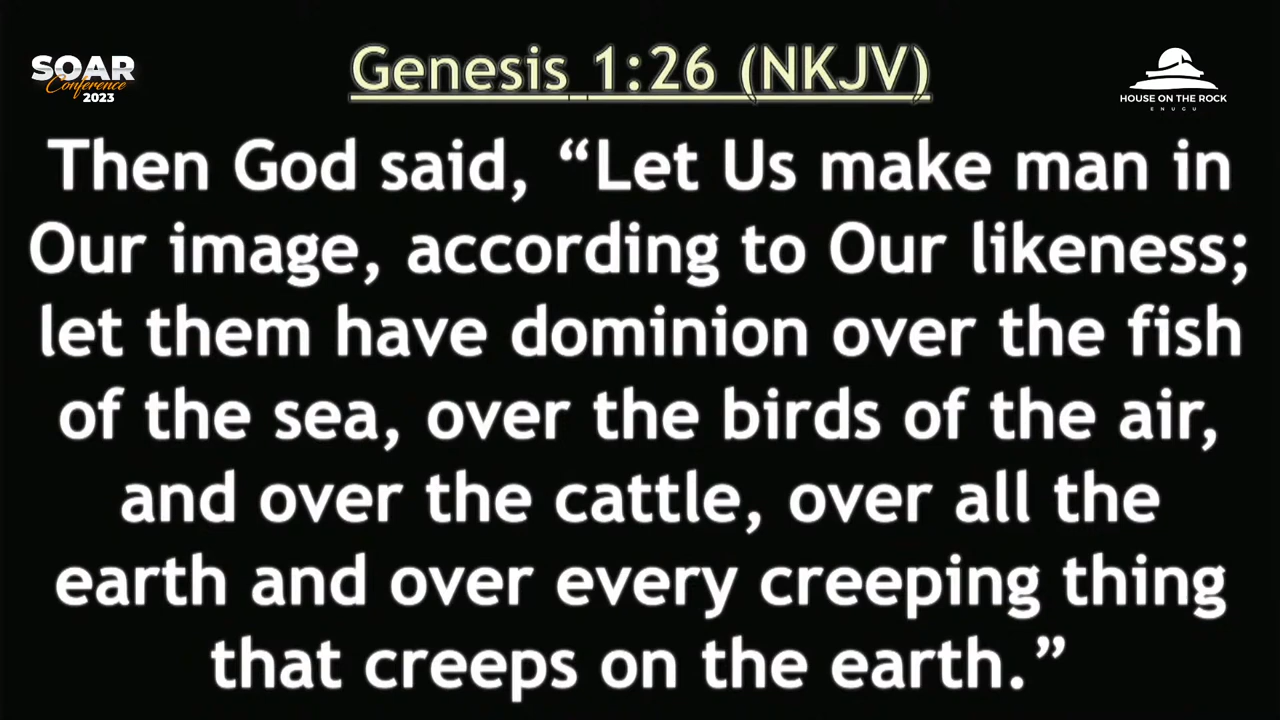 SOAR
Conference
2023
Genesis 1:26 (NKJV)
HOUSE ON THE ROCK
ENUGU
Then God said, “Let Us make man in
Our image, according to Our likeness;
let them have dominion over the fish
of the sea, over the birds of the air,
and over the cattle, over all the
earth and over every creeping thing
that creeps on the earth.”